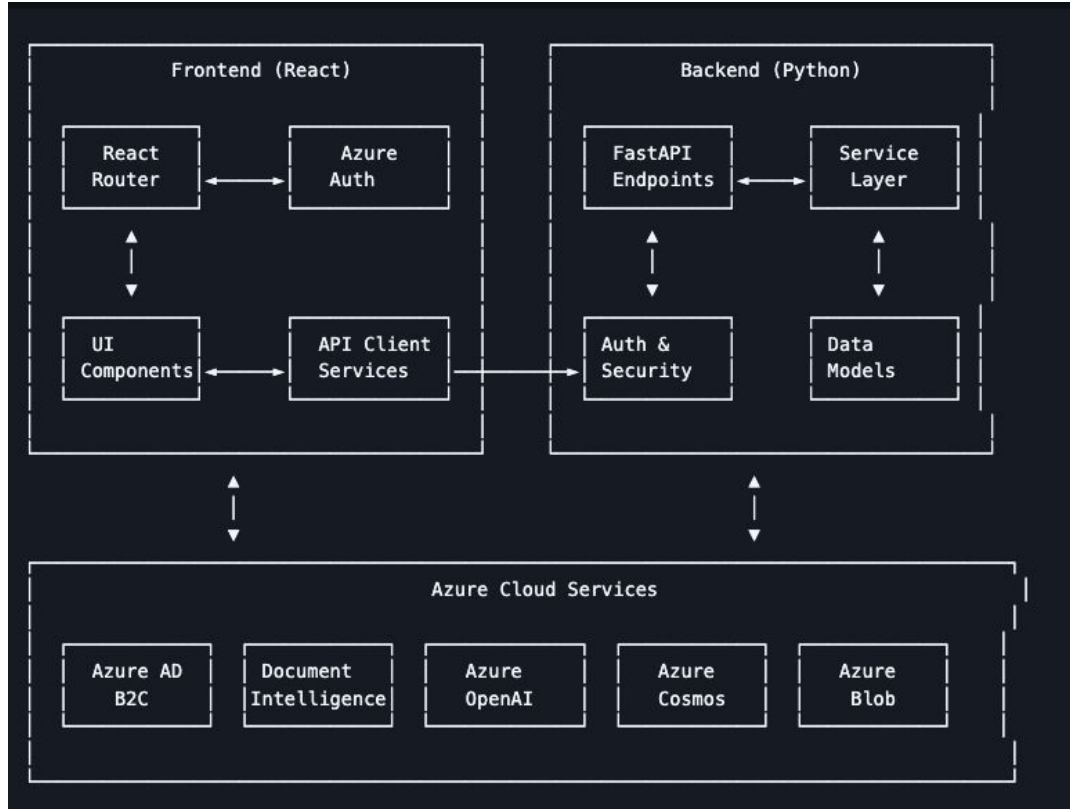 Frontend (React)
Backend (Python)
React
Router
Azure
Auth
FastAPI
Endpoints
Service
Layer
UI
Components
API Client
Services
Auth &
Security
Data
Models
Azure Cloud Services
Azure AD
B2C
Document
Intelligence
Azure
OpenAI
Azure
Cosmos
Azure
Blob